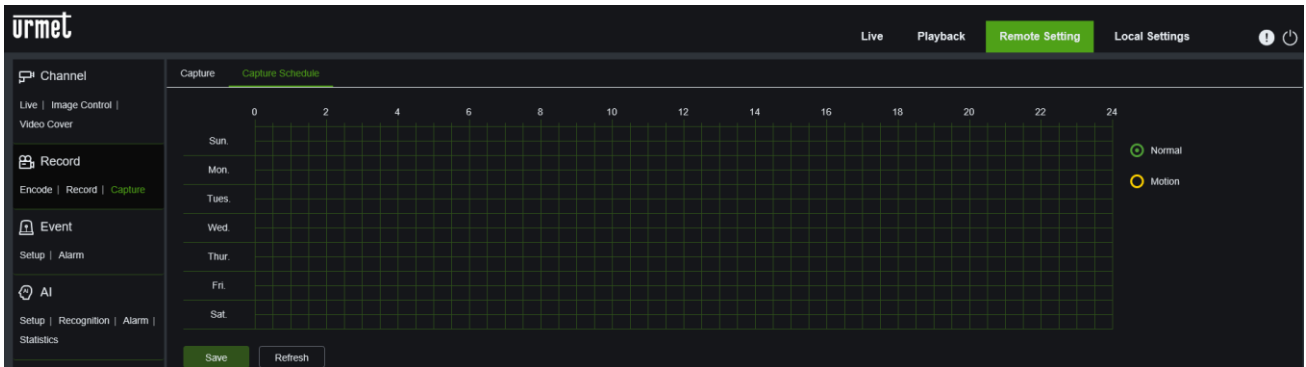 urmet
Live Playback Remote Setting Local Settings
Channel
Live | Image Control |
Video Cover
Record
Encode | Record | Capture
Event
Setup | Alarm
AI
Setup | Recognition | Alarm |
Statistics
Capture Capture Schedule
0 2 4 6 8 10 12 14 16 18 20 22 24
Sun.
Mon.
Tues.
Wed.
Thur.
Fri.
Sat.
Normal
Motion
Save Refresh